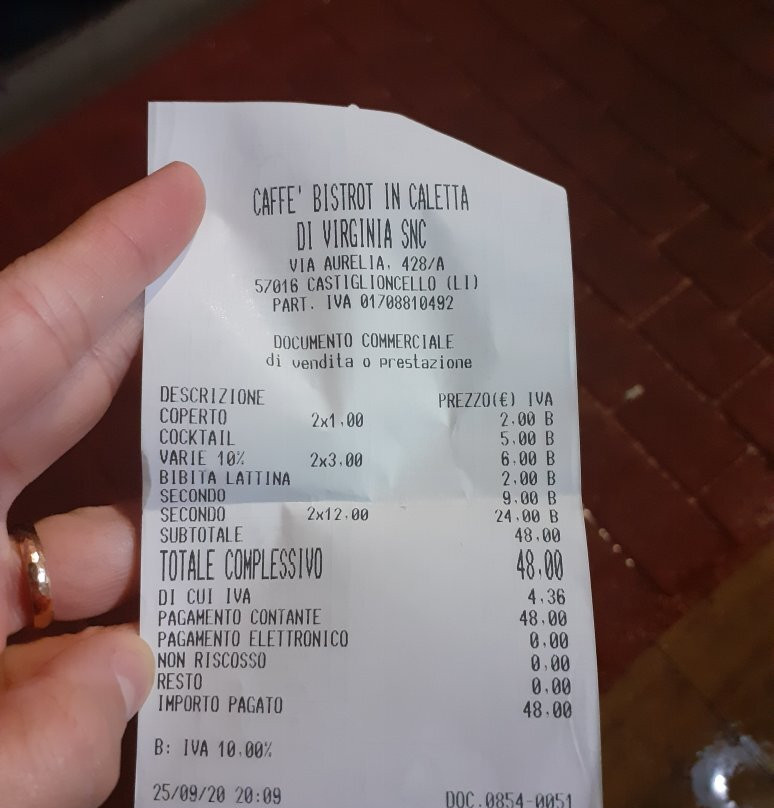 CAFFE' BISTROT IN CALETTA
DI VIRGINIA SNC
VIA AURELIA, 428/A
57016 CASTIGLIONCELLO (LI)
PART. IVA 01708810492
DOCUMENTO COMMERCIALE
di vendita o prestazione
DESCRIZIONE PREZZO(€) IVA
COPERTO 2x1,00 2,00 B
COCKTAIL 5,00 B
VARIE 10% 2x3,00 6,00 B
BIBITA LATTINA 2,00 B
SECONDO 9,00 B
SECONDO 2x12,00 24,00 B
SUBTOTALE 48,00
TOTALE COMPLESSIVO 48,00
DI CUI IVA 4,36
PAGAMENTO CONTANTE 48,00
PAGAMENTO ELETTRONICO 0,00
NON RISCOSSO 0,00
RESTO 0,00
IMPORTO PAGATO 48,00
B: IVA 10,00%
25/09/20 20:09 DOC.0854-0051